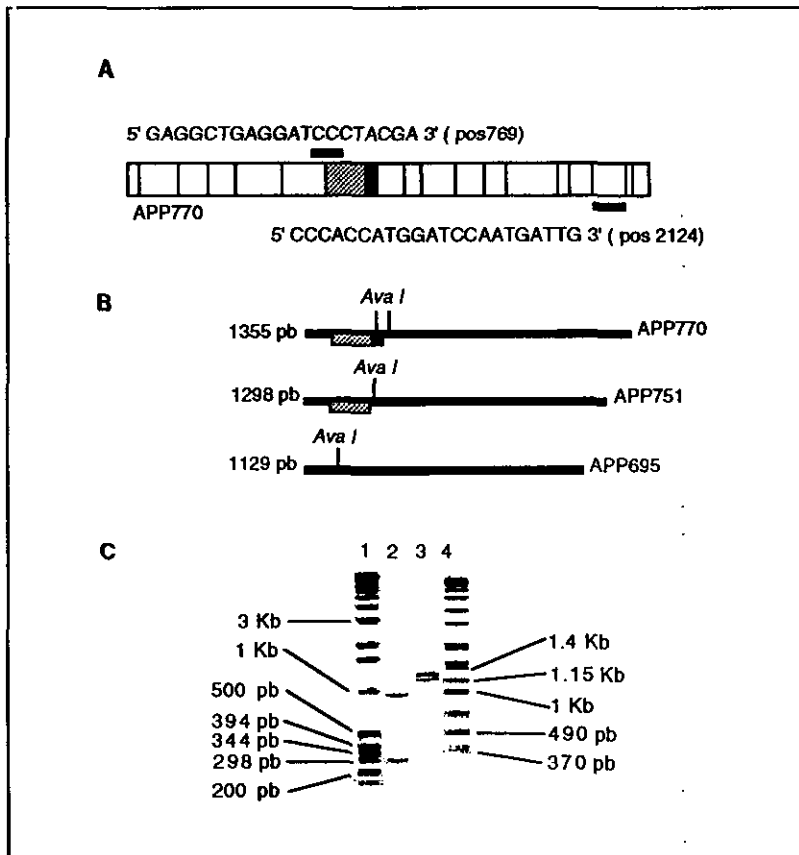 A
5' GAGGCTGAGGATCCCTACGA 3' ( pos769)
APP770
5' CCCACCATGGATCCAATGATTG 3' ( pos 2124)
B
Ava I
1355 pb
APP770
Ava I
1298 pb
APP751
Ava I
1129 pb
APP695
C
1 2 3 4
3 Kb
1 Kb
500 pb
394 pb
344 pb
298 pb
200 pb
1.4 Kb
1.15 Kb
1 Kb
490 pb
370 pb